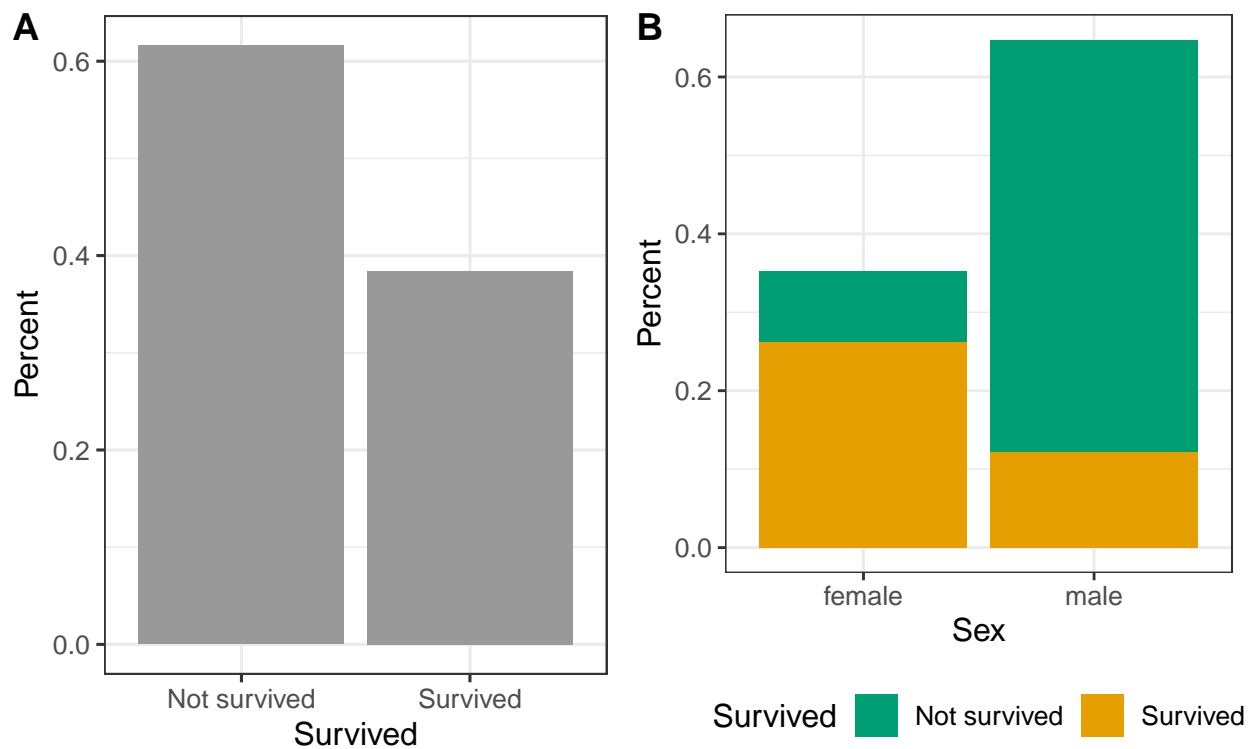 A
Percent
0.6
0.4
0.2
0.0
Not survived Survived
Survived
B
Percent
0.6
0.4
0.2
0.0
female male
Sex
Survived Not survived Survived